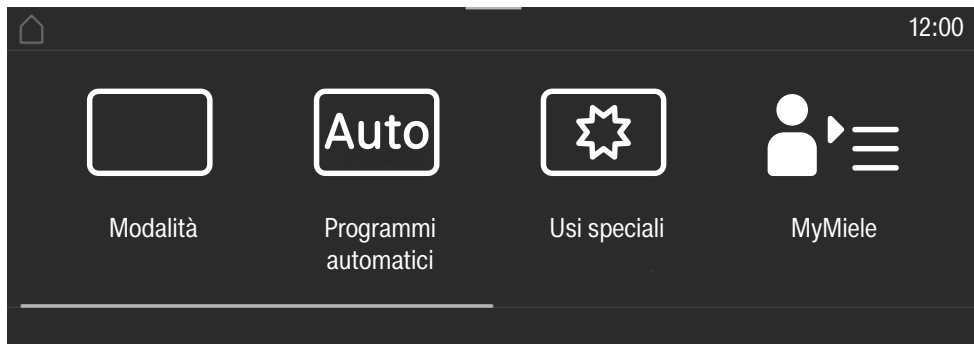 12:00
Auto
Modalità
Programmi
automatici
Usi speciali
MyMiele